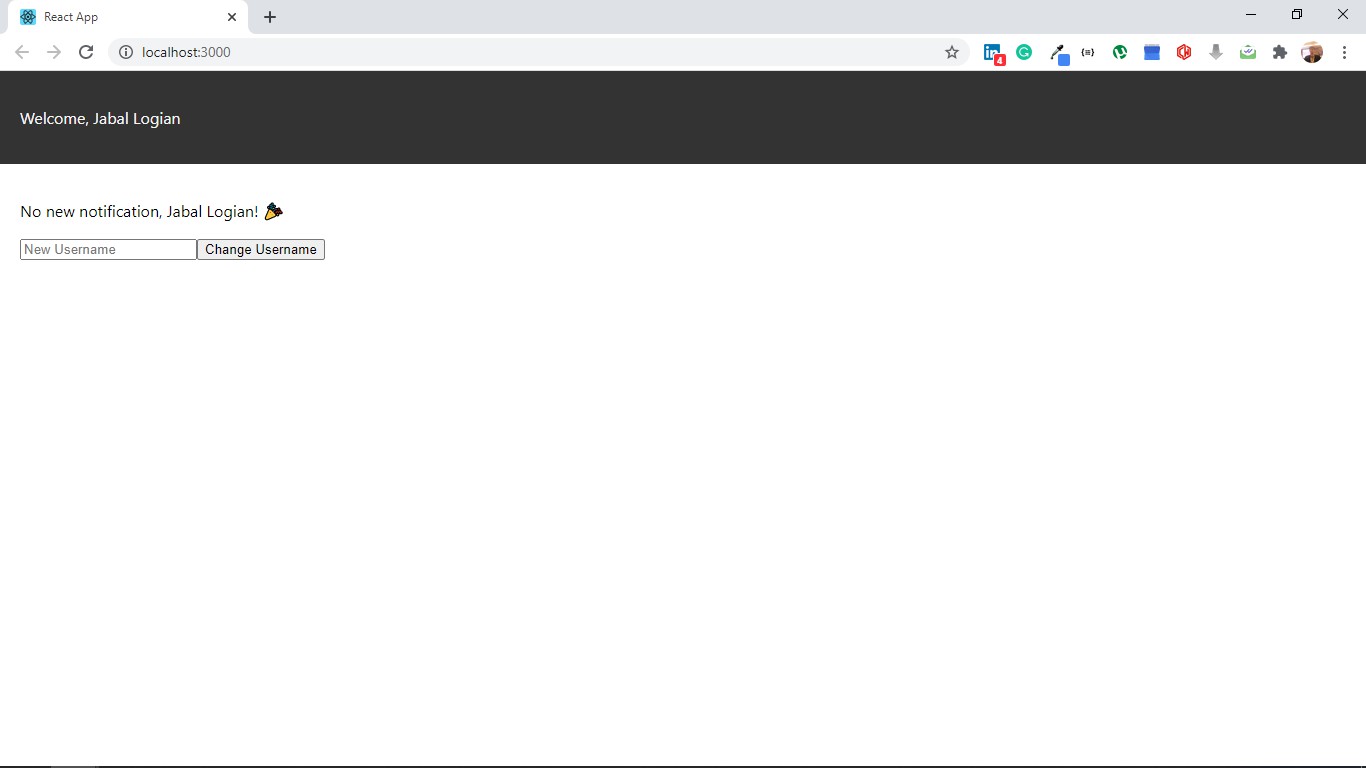 React App
localhost:3000
4
Welcome, Jabal Logian
No new notification, Jabal Logian! 🎉
New Username
Change Username